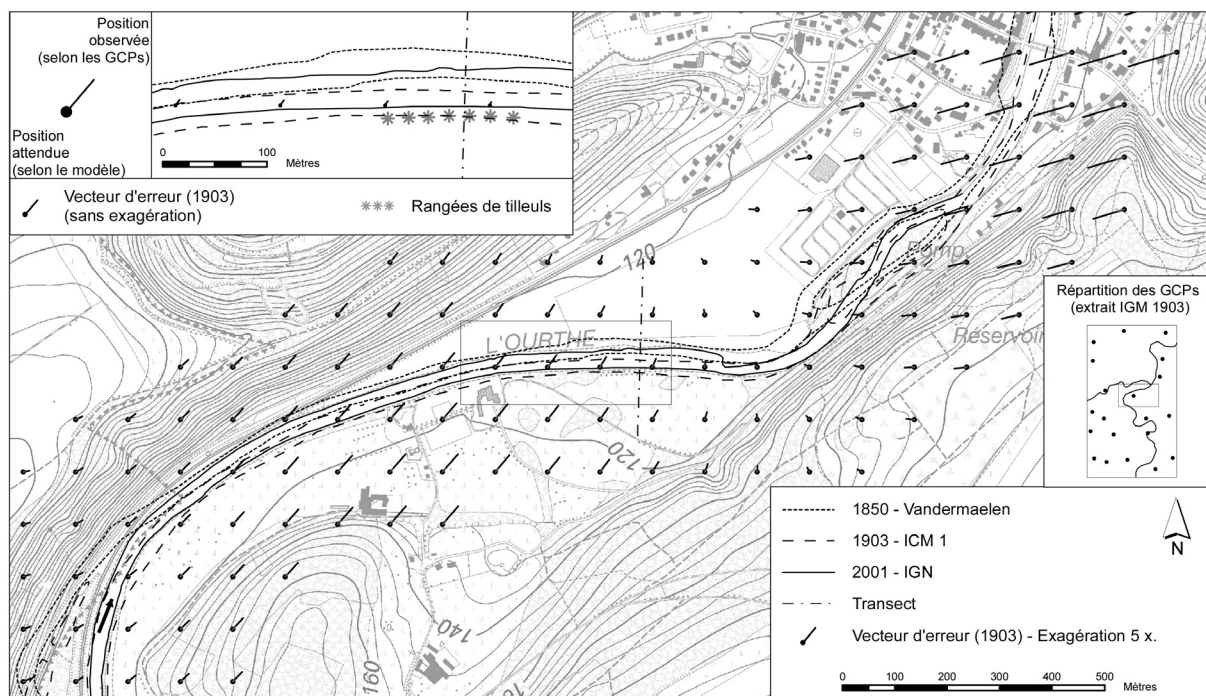 Position
observée
(selon les GCPs)
Position
attendue
(selon le modèle)
0 50 100
Mètres
Vecteur d'erreur (1903)
(sans exagération)
Rangées de tilleuls
120
L'OURTHE
Pomp.
Réservoir
120
140
160
Répartition des GCPs
(extrait IGM 1903)
1850 - Vandermaelen
1903 - ICM 1
2001 - IGN
Transect
Vecteur d'erreur (1903) - Exagération 5 x.
N
0 100 200 300 400 500
Mètres